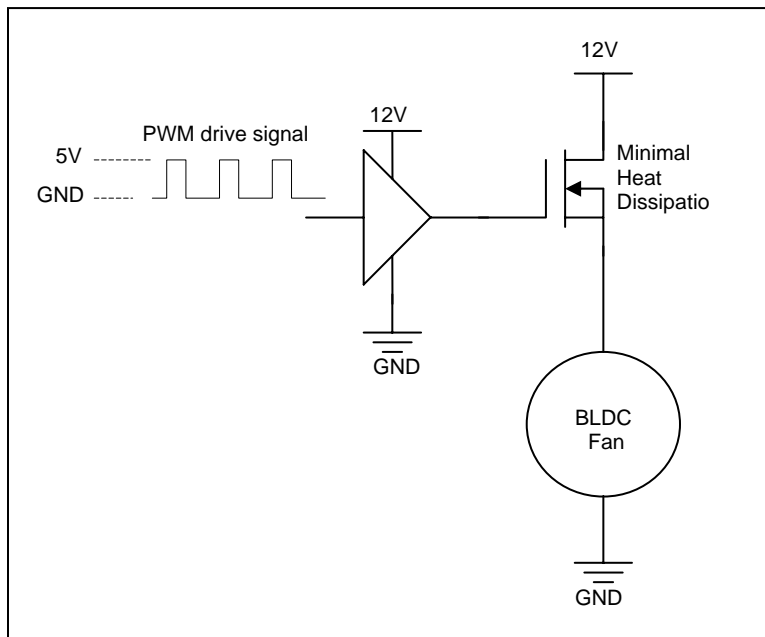 12V
12V
PWM drive signal
5V
GND
Minimal
Heat
Dissipatio
GND
BLDC
Fan
GND